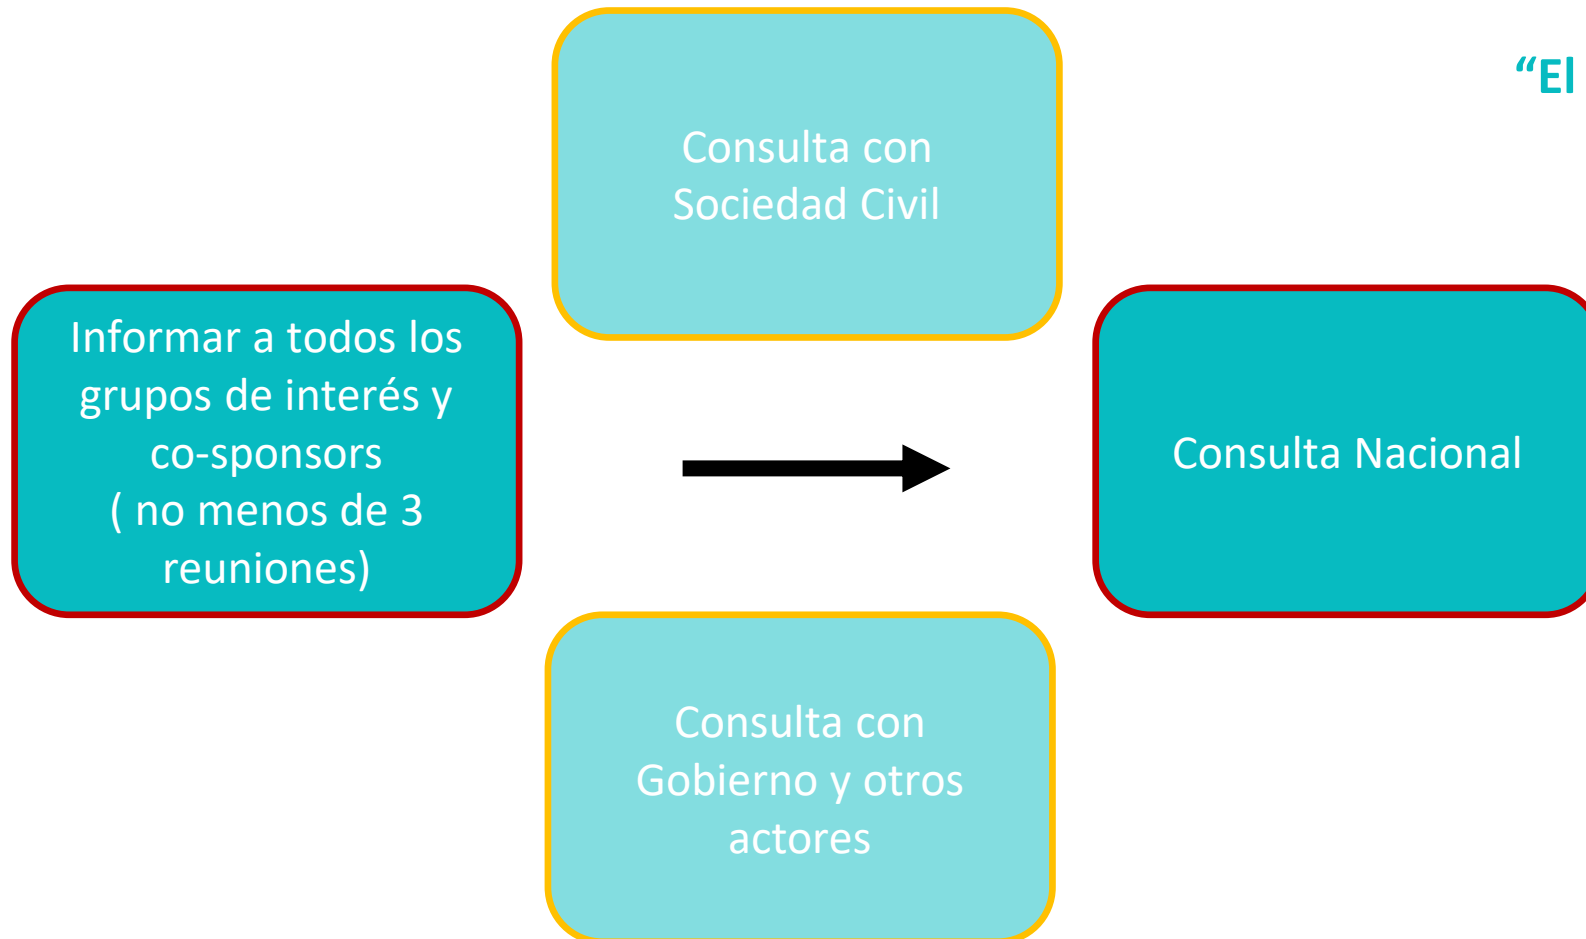 “El
Consulta con
Sociedad Civil
Informar a todos los
grupos de interés y
co-sponsors
( no menos de 3
reuniones)
Consulta Nacional
Consulta con
Gobierno y otros
actores